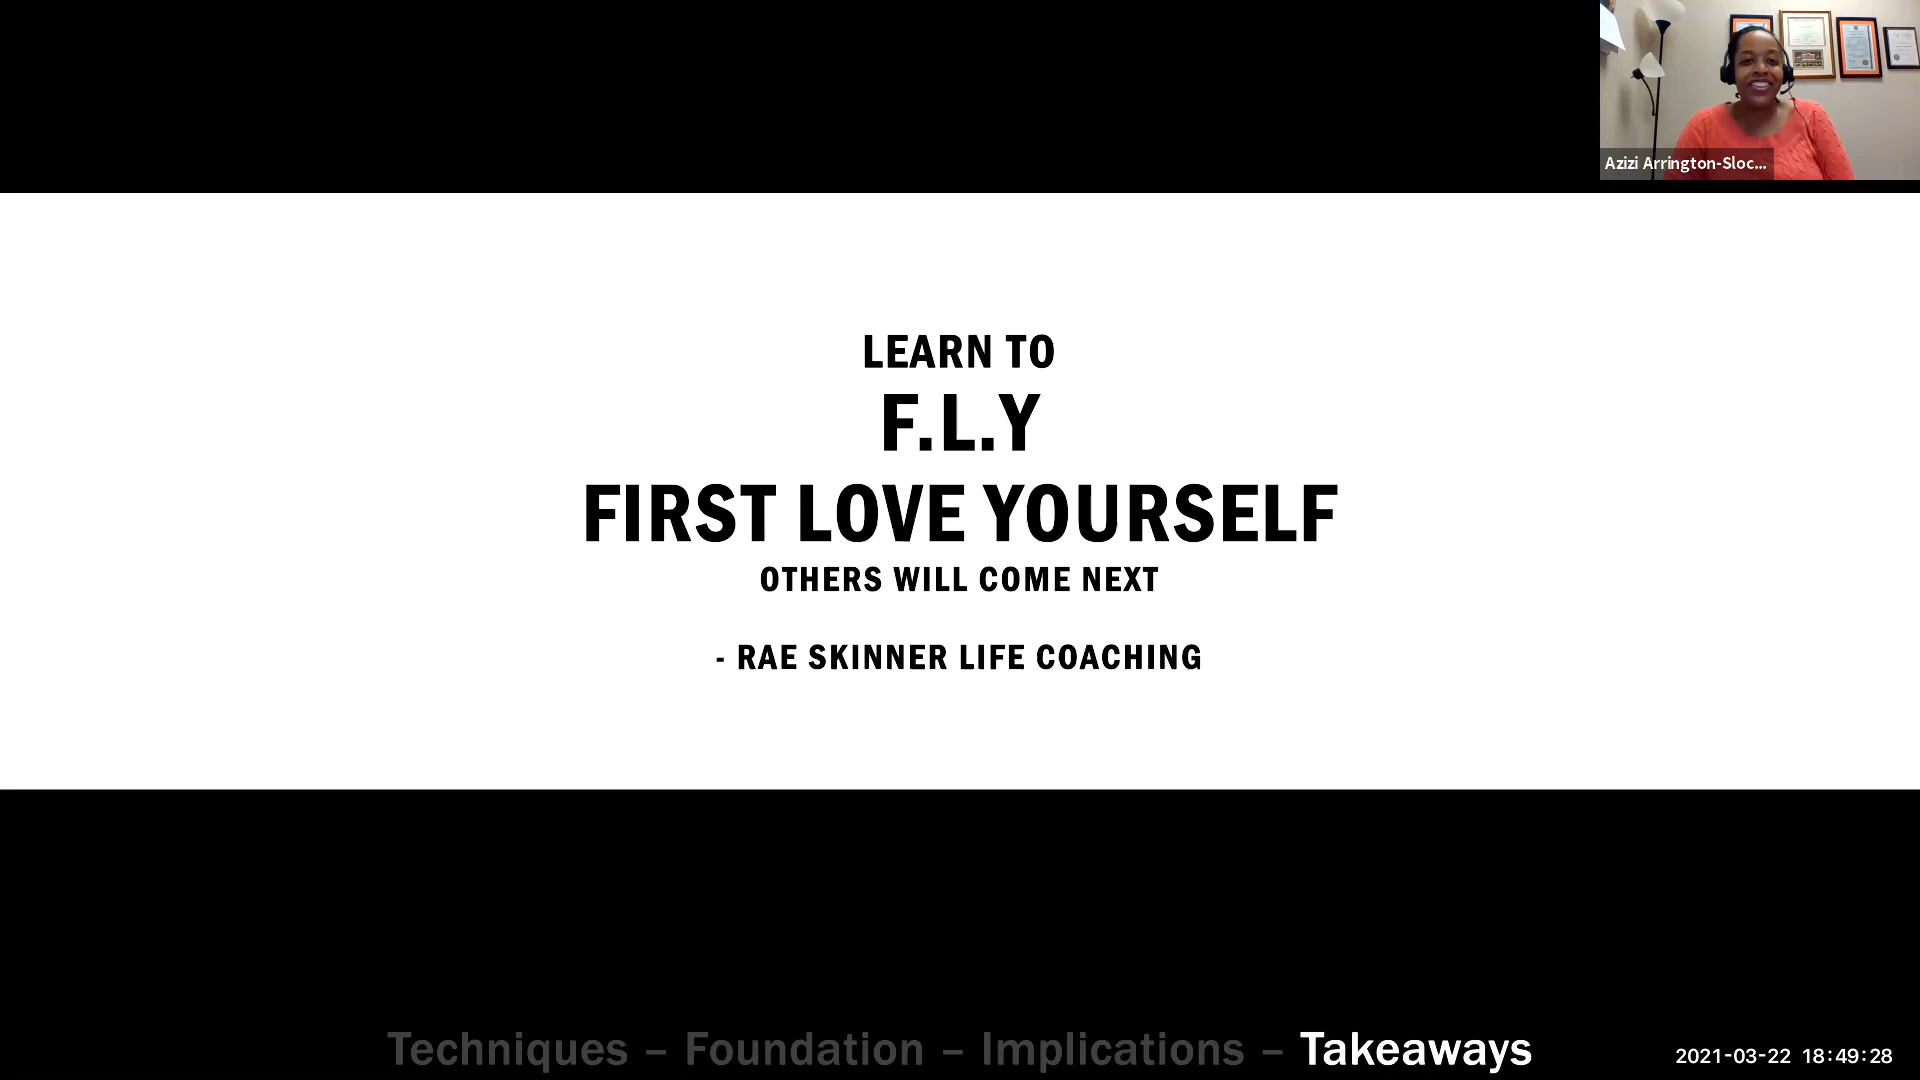 Azizi Arrington-Sloc...
LEARN TO
F.L.Y
FIRST LOVE YOURSELF
OTHERS WILL COME NEXT
- RAE SKINNER LIFE COACHING
Techniques – Foundation – Implications – Takeaways
2021-03-22 18:49:28